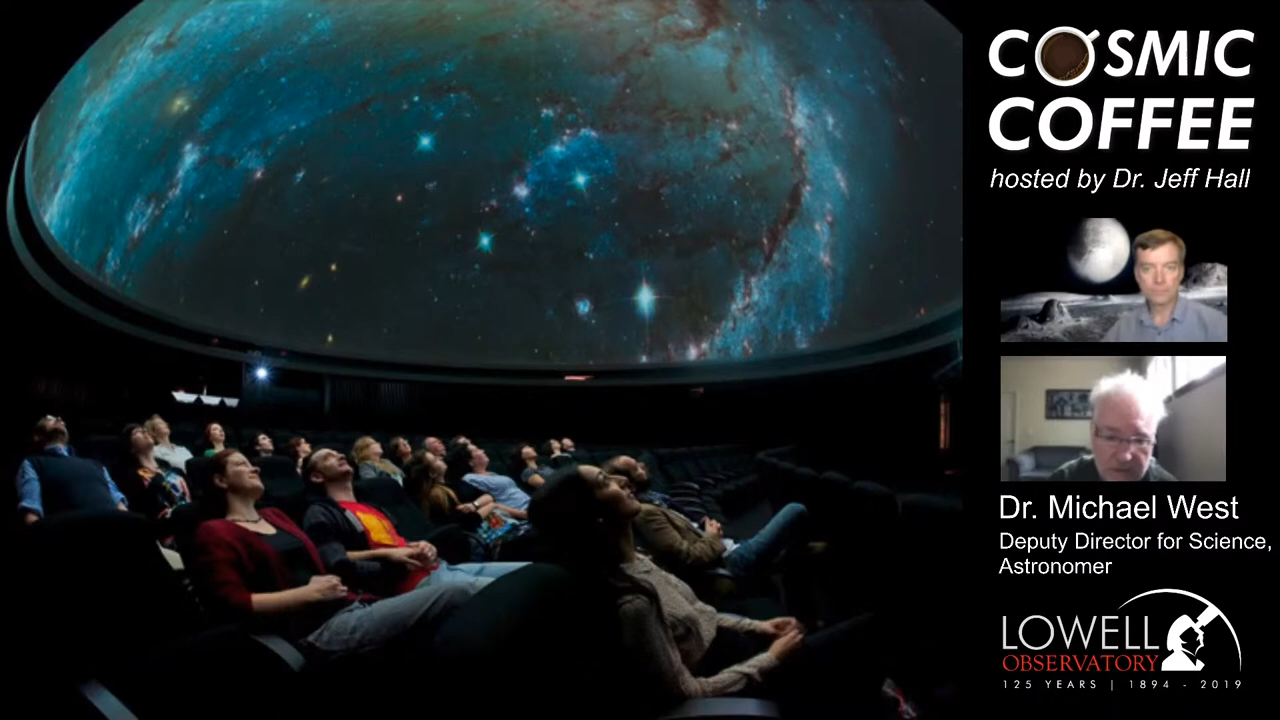 COSMIC
COFFEE
hosted by Dr. Jeff Hall
Dr. Michael West
Deputy Director for Science,
Astronomer
LOWELL
OBSERVATORY
125 YEARS | 1894 - 2019